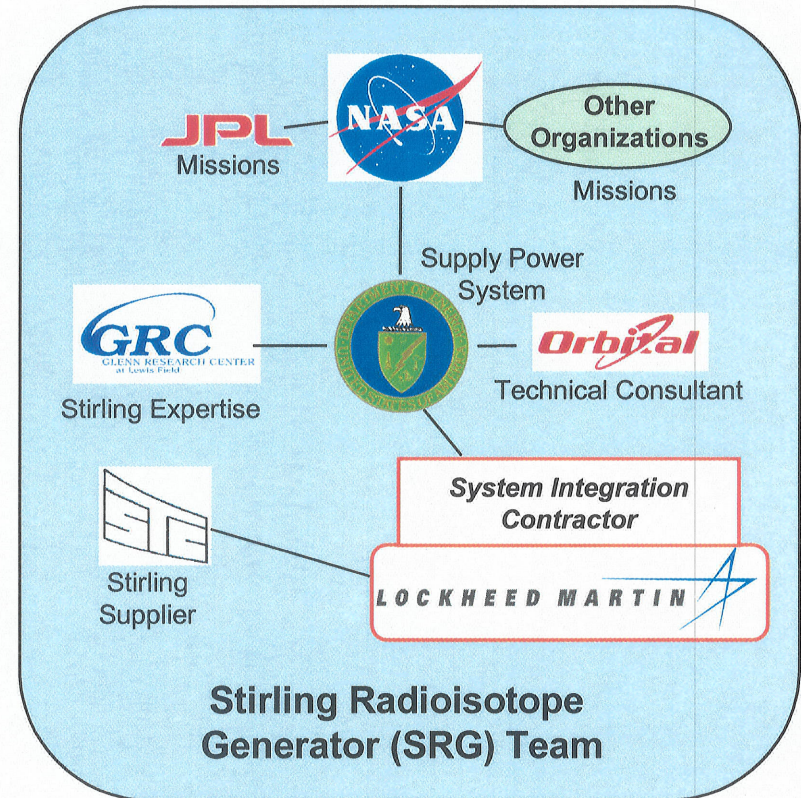 NASA
JPL
Missions
Other
Organizations
Missions
Supply Power
System
GRC
GLENN RESEARCH CENTER
at Lewis Field
Stirling Expertise
Orbital
Technical Consultant
System Integration
Contractor
STC
Stirling
Supplier
LOCKHEED MARTIN
Stirling Radioisotope
Generator (SRG) Team